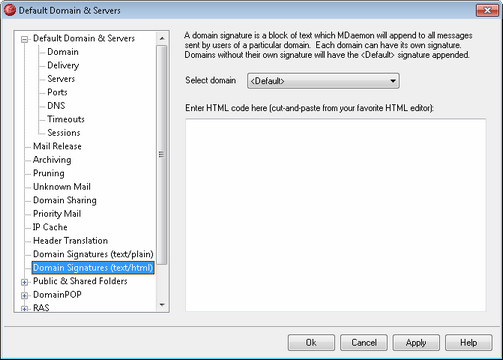 Default Domain & Servers
Default Domain & Servers
Domain
Delivery
Servers
Ports
DNS
Timeouts
Sessions
Mail Release
Archiving
Pruning
Unknown Mail
Domain Sharing
Priority Mail
IP Cache
Header Translation
Domain Signatures (text/plain)
Domain Signatures (text/html)
Public & Shared Folders
DomainPOP
RAS
A domain signature is a block of text which MDaemon will append to all messages
sent by users of a particular domain. Each domain can have its own signature.
Domains without their own signature will have the <Default> signature appended.
Select domain <Default>
Enter HTML code here (cut-and-paste from your favorite HTML editor):
Ok Cancel Apply Help